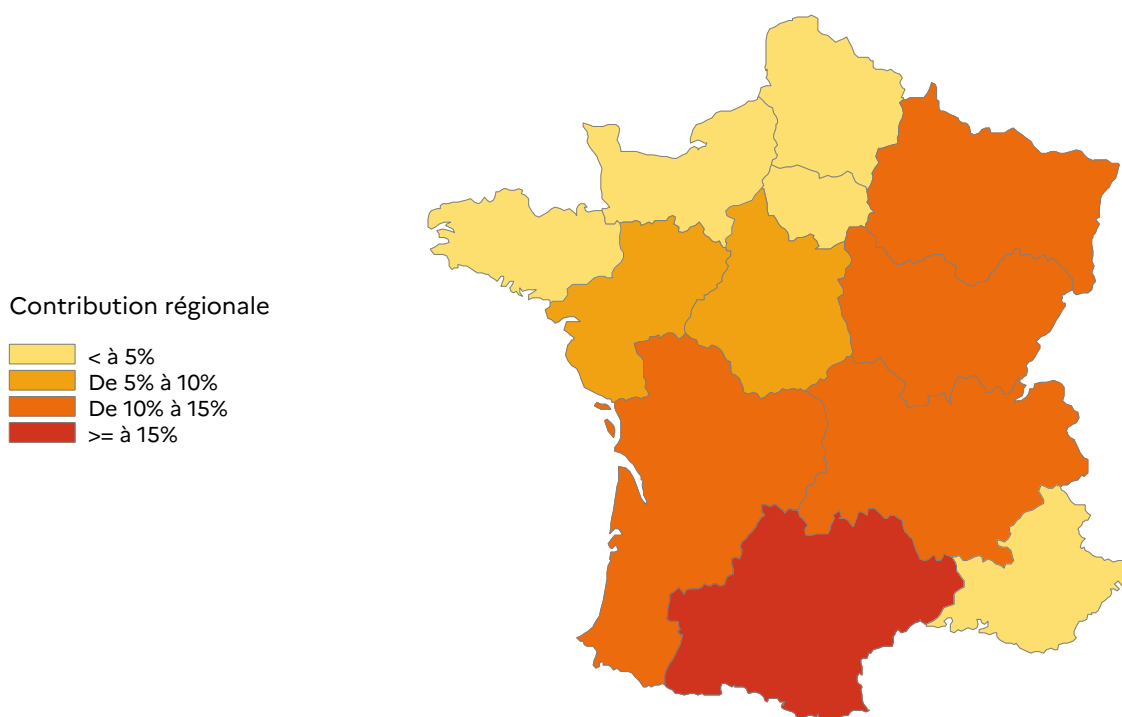 Contribution régionale
< à 5%
De 5% à 10%
De 10% à 15%
>= à 15%